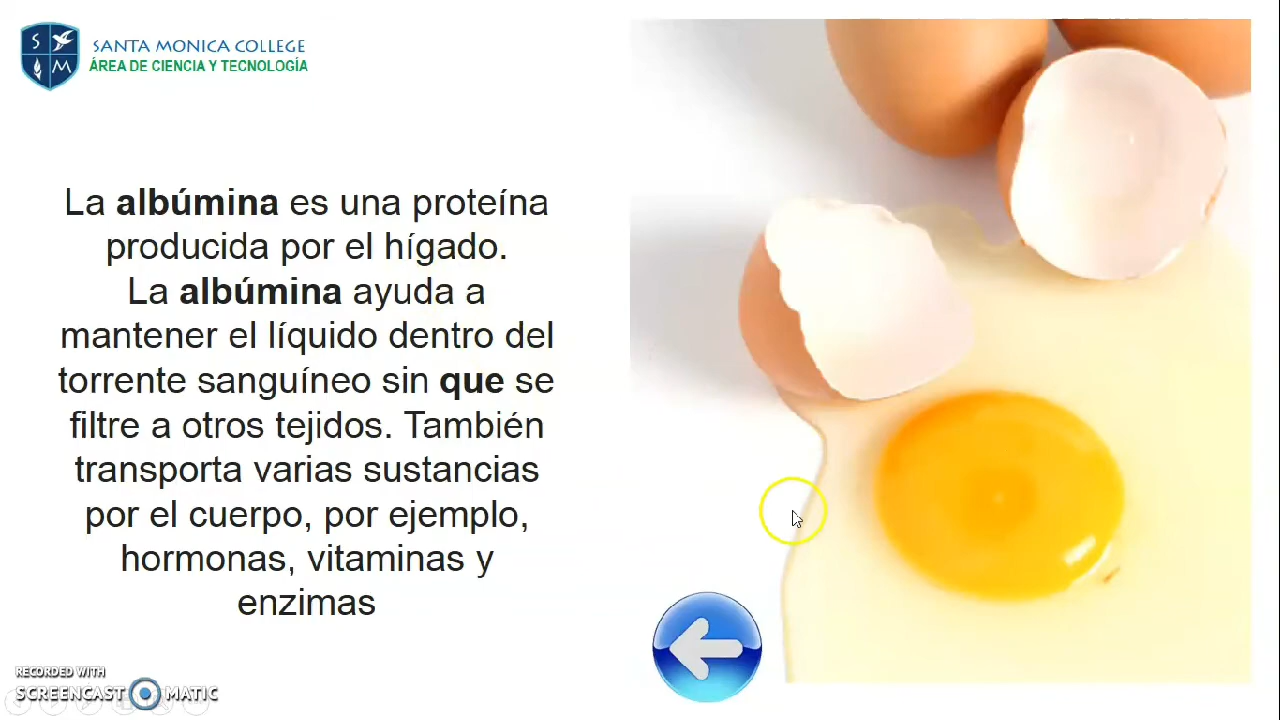 SANTA MONICA COLLEGE
ÁREA DE CIENCIA Y TECNOLOGÍA
S
M
La albúmina es una proteína
producida por el hígado.
La albúmina ayuda a
mantener el líquido dentro del
torrente sanguíneo sin que se
filtre a otros tejidos. También
transporta varias sustancias
por el cuerpo, por ejemplo,
hormonas, vitaminas y
enzimas
RECORDED WITH
SCREENCAST MATIC